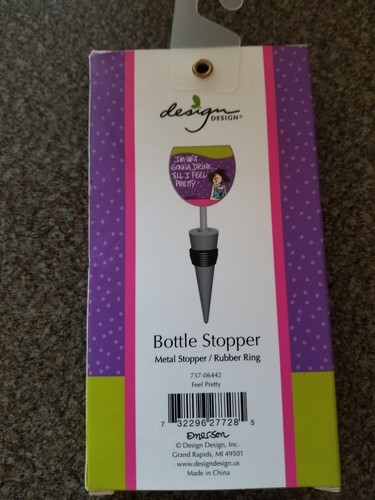 design
DESIGN®
I'M JUST
GONNA DRINK
'TILL I FEEL
PRETTY.
Bottle Stopper
Metal Stopper / Rubber Ring
737-06442
Feel Pretty
7 32296 27728 5
Emerson
© Design Design, Inc.
Grand Rapids, MI 49501
www.designdesign.us
Made in China